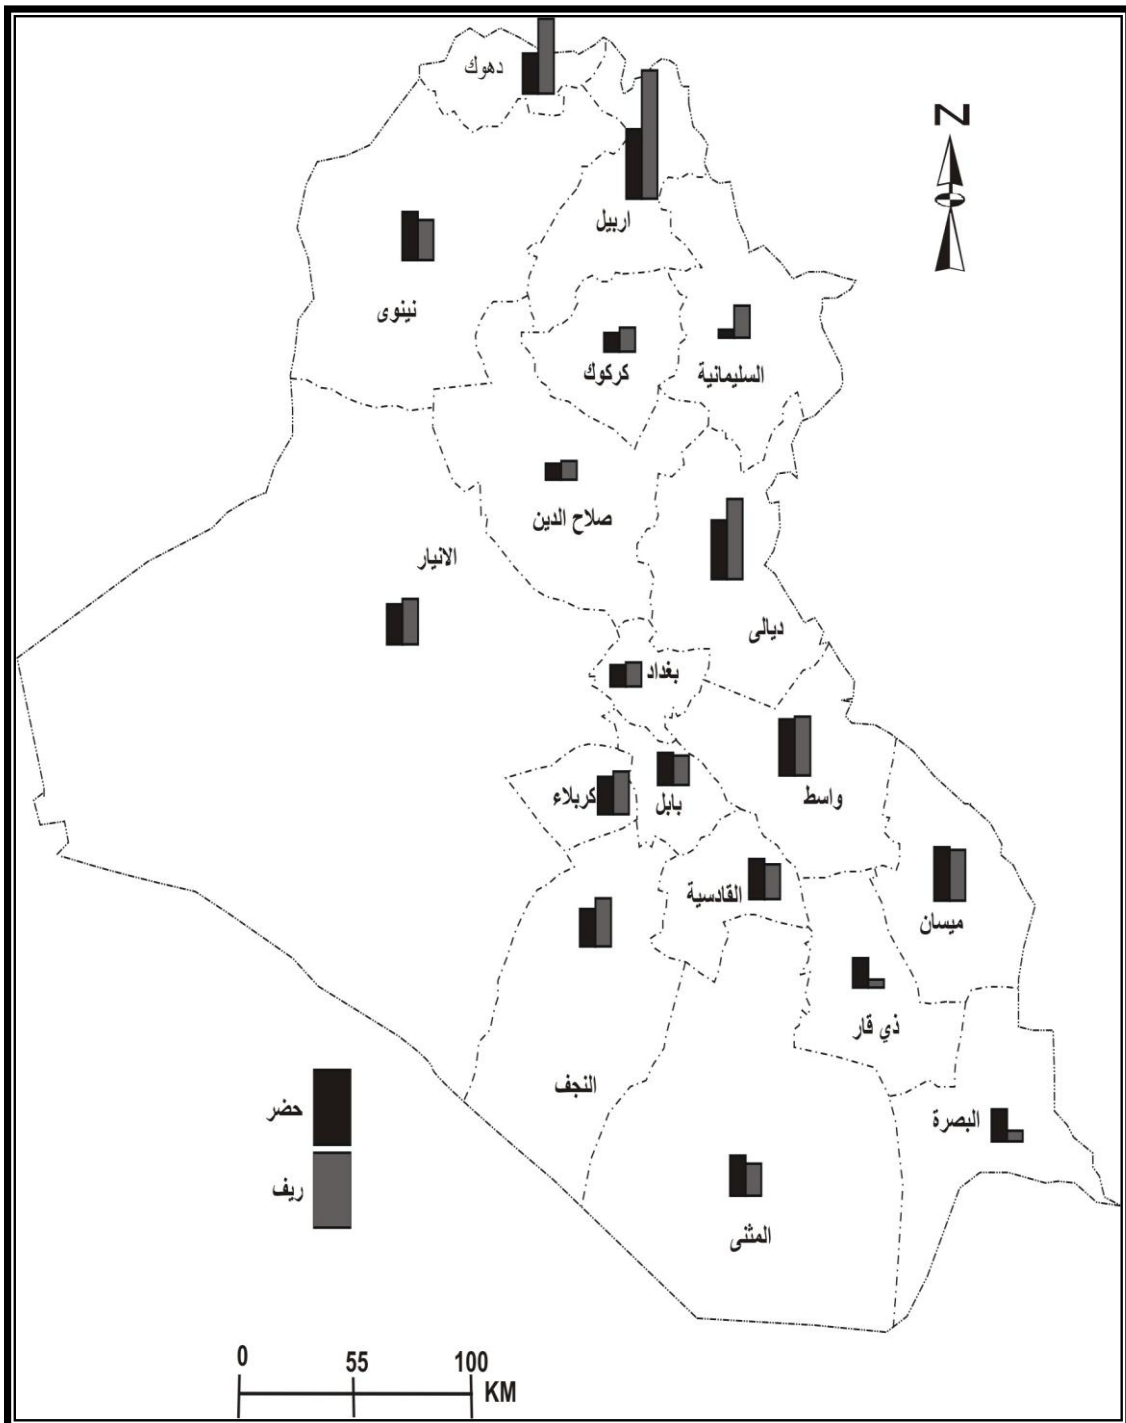 دهوك
N
اربيل
نينوى
كركوك
السليمانية
صلاح الدين
الانبار
ديالى
بغداد
كربلاء
بابل
واسط
القادسية
ميسان
ذي قار
النجف
البصرة
المثنى
حضر
ريف
0 55 100
KM